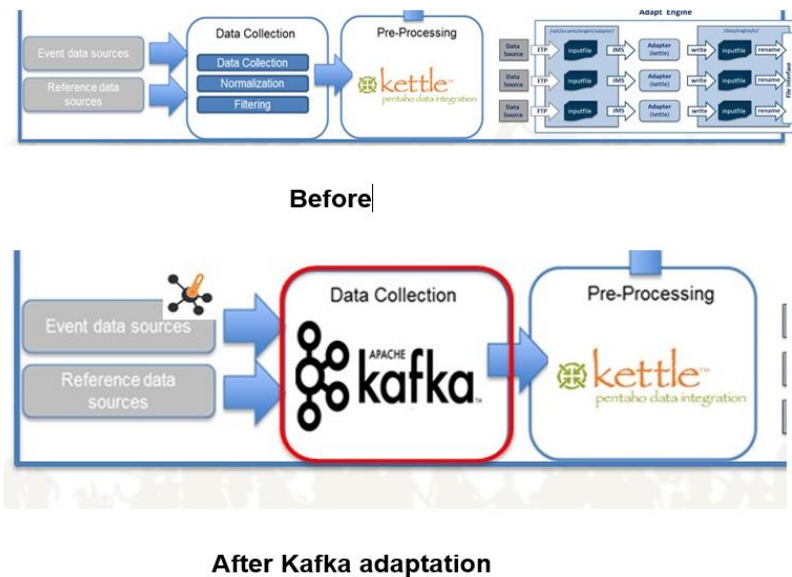 Data Collection
Event data sources
Reference data
sources
Data Collection
Normalization
Filtering
Pre-Processing
kettle
pentaho data integration
Adapt Engine
Data
Source
FTP
inputfile
JMS
Adapter
(kettle)
write
inputfile
rename
Data
Source
FTP
inputfile
JMS
Adapter
(kettle)
write
inputfile
rename
Data
Source
FTP
inputfile
JMS
Adapter
(kettle)
write
inputfile
rename
File Interface
Before
Event data sources
Reference data
sources
Data Collection
APACHE
kafka
Pre-Processing
kettle
pentaho data integration
After Kafka adaptation